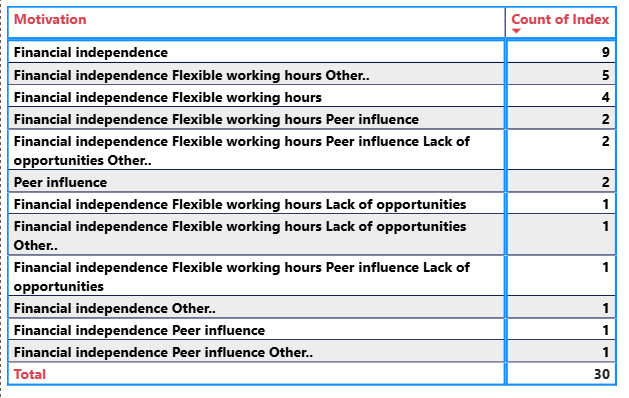 Motivation Count of Index
Financial independence 9
Financial independence Flexible working hours Other.. 5
Financial independence Flexible working hours 4
Financial independence Flexible working hours Peer influence 2
Financial independence Flexible working hours Peer influence Lack of 2
opportunities Other..
Peer influence 2
Financial independence Flexible working hours Lack of opportunities 1
Financial independence Flexible working hours Lack of opportunities 1
Other..
Financial independence Flexible working hours Peer influence Lack of 1
opportunities
Financial independence Other.. 1
Financial independence Peer influence 1
Financial independence Peer influence Other.. 1
Total 30